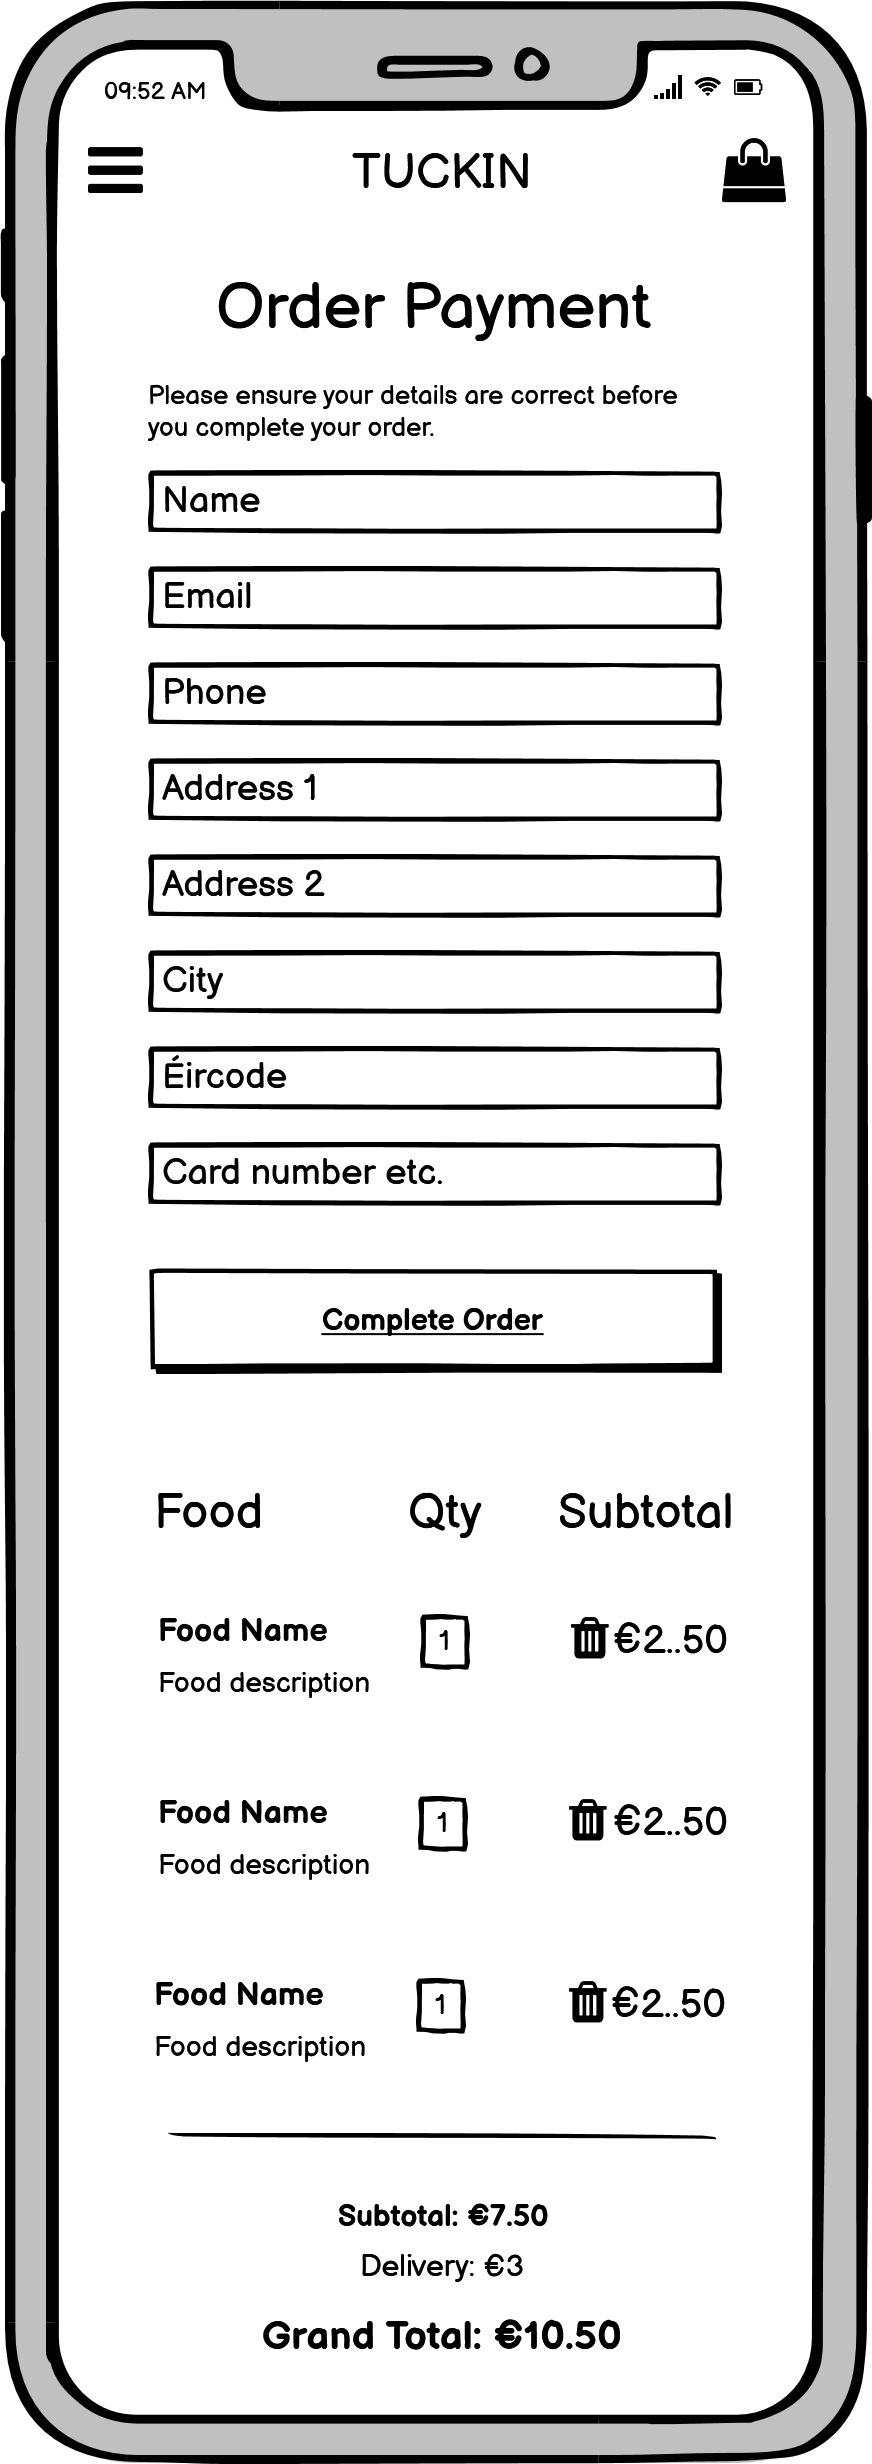 09:52 AM
TUCKIN
Order Payment
Please ensure your details are correct before
you complete your order.
Name
Email
Phone
Address 1
Address 2
City
Éircode
Card number etc.
Complete Order
Food Qty Subtotal
Food Name 1 €2..50
Food description
Food Name 1 €2..50
Food description
Food Name 1 €2..50
Food description
Subtotal: €7.50
Delivery: €3
Grand Total: €10.50